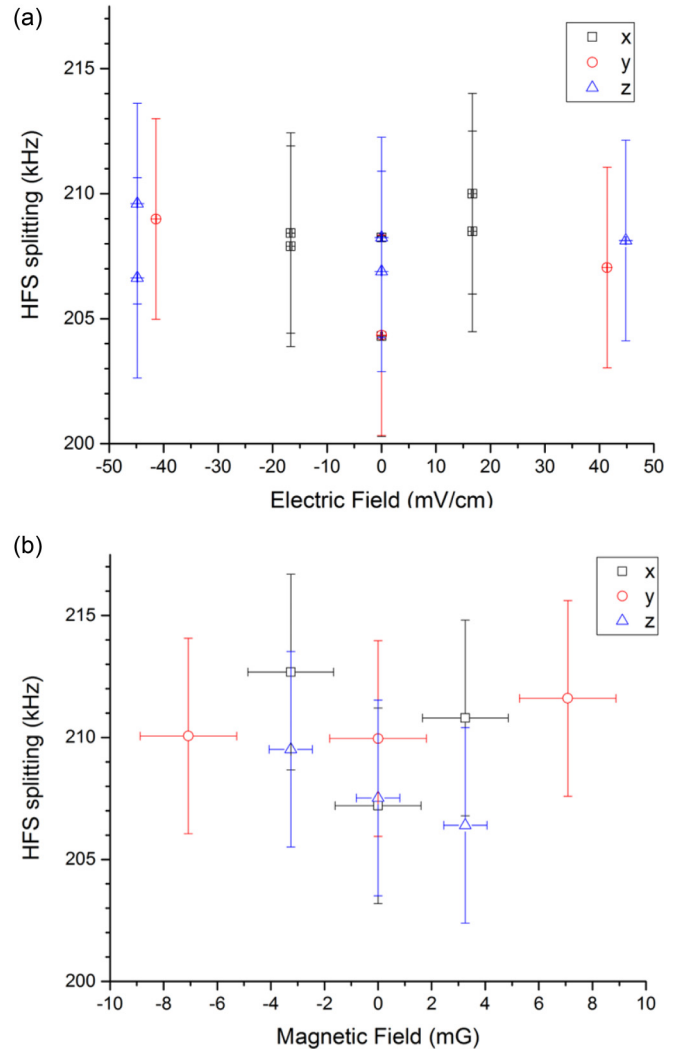 (a)
x
y
z
HFS splitting (kHz)
215
210
205
200
-50 -40 -30 -20 -10 0 10 20 30 40 50
Electric Field (mV/cm)
(b)
x
y
z
HFS splitting (kHz)
215
210
205
200
-10 -8 -6 -4 -2 0 2 4 6 8 10
Magnetic Field (mG)